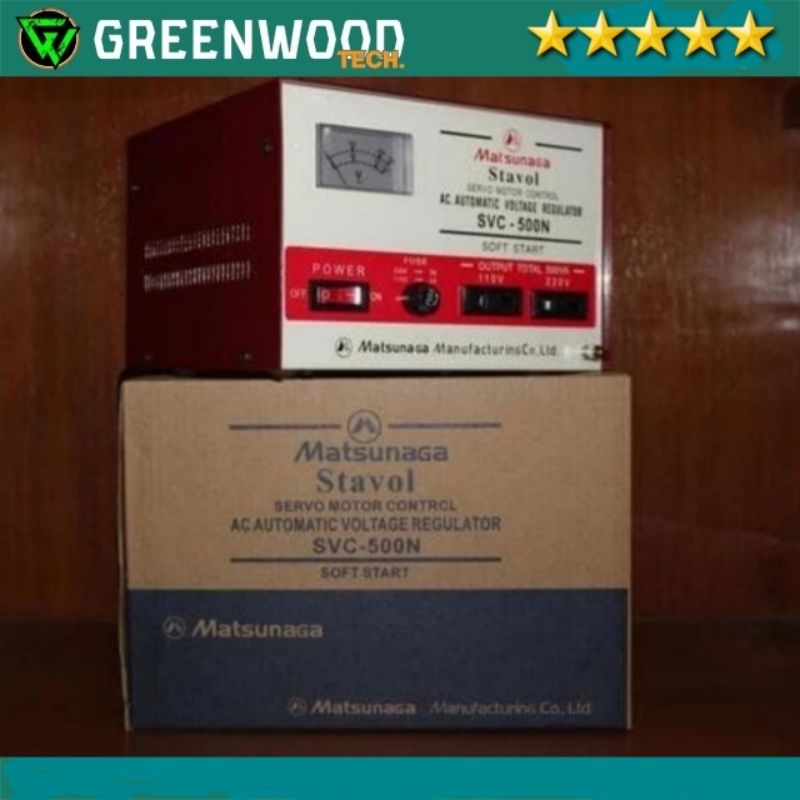 GREENWOOD
TECH.
V
Matsunaga
Stavol
SERVO MOTOR CONTROL
AC. AUTOMATIC VOLTAGE REGULATOR
SVC - 500N
SOFT START
POWER
OFF
ON
FUSE
220V
110V
OUTPUT TOTAL 500VA
110V
220V
Matsunaga Manufacturing Co., Ltd.
Matsunaga
Stavol
SERVO MOTOR CONTRCL
AC AUTOMATIC VOLTAGE REGULATOR
SVC-500N
SOFT START
Matsunaga
Matsunaga Manufacturing Co., Ltd